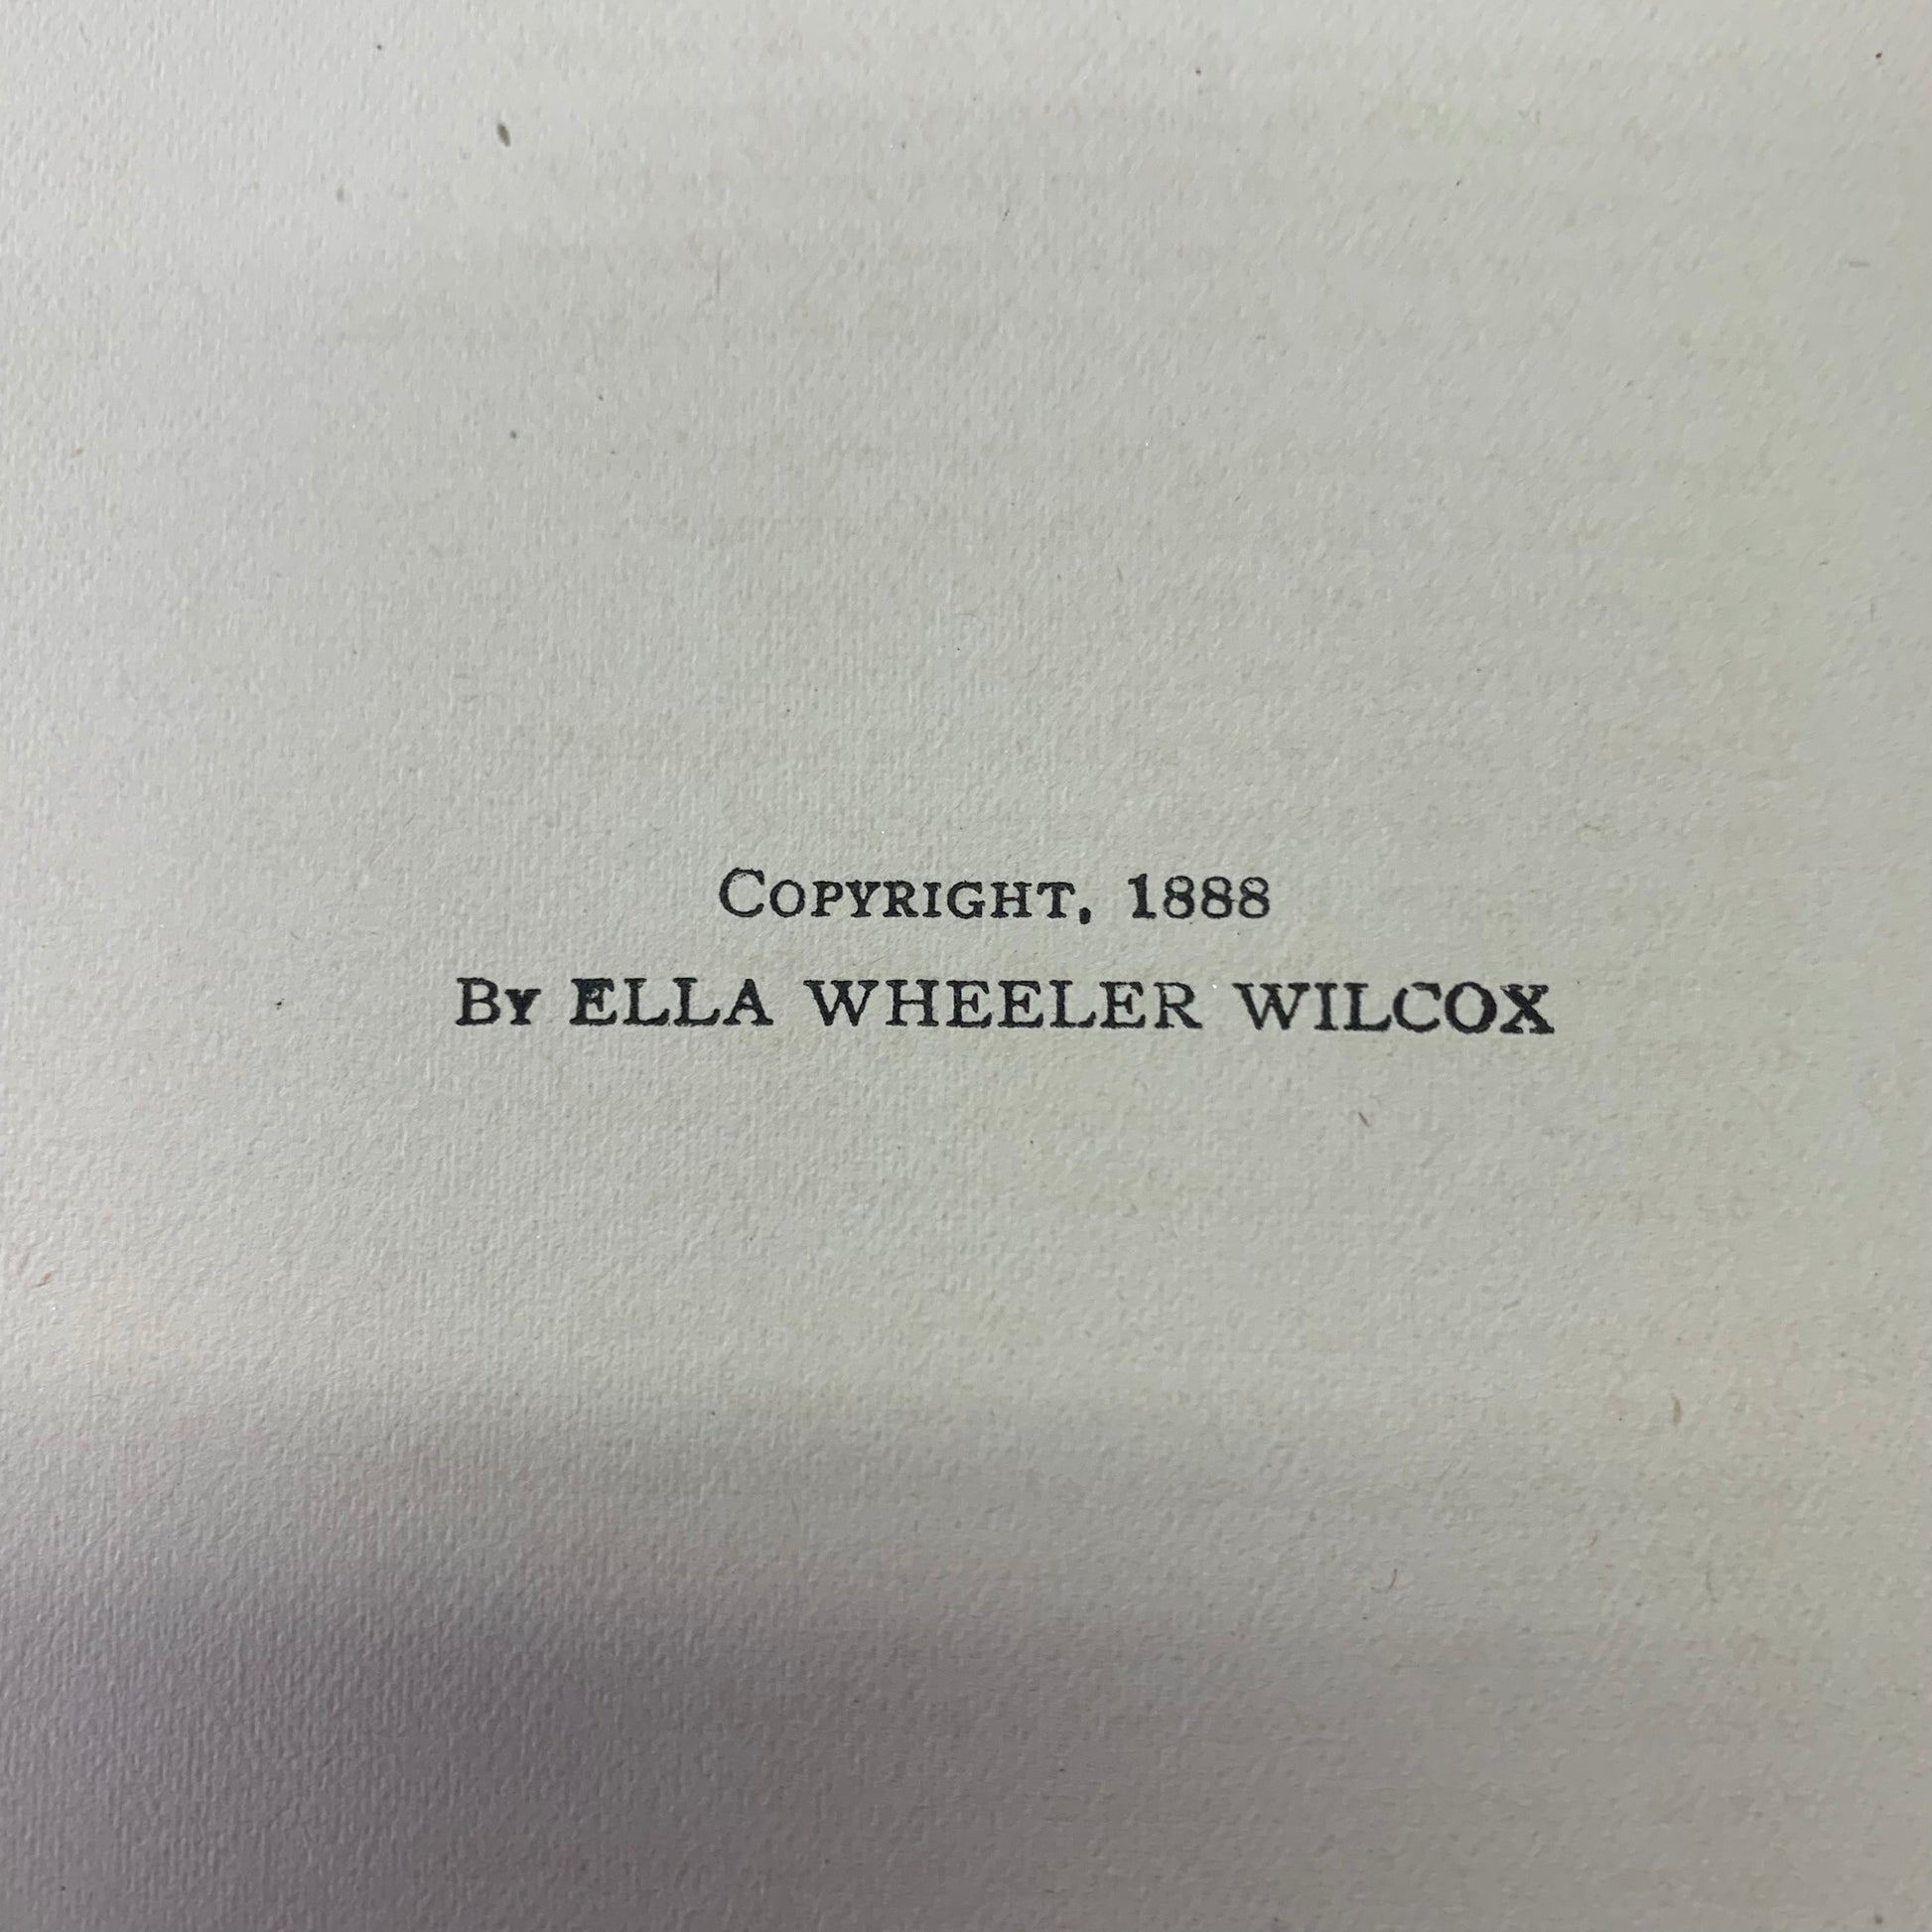 Copyright, 1888
By ELLA WHEELER WILCOX